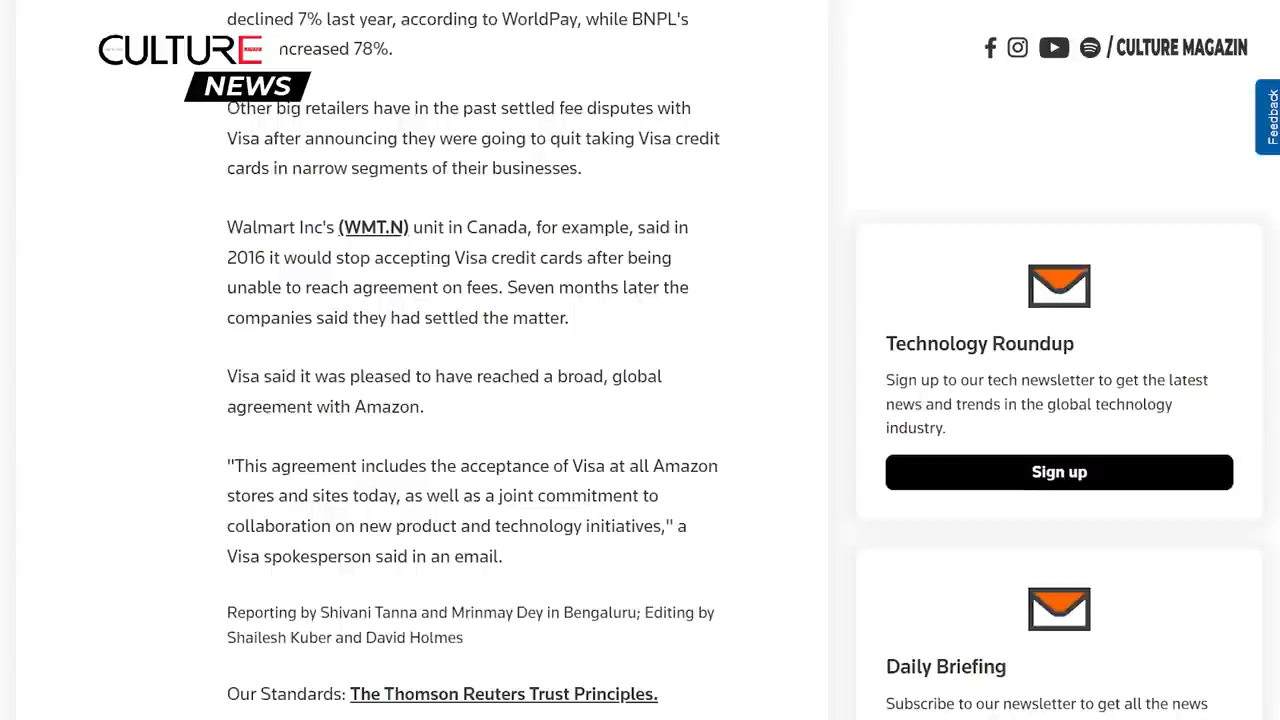 declined 7% last year, according to WorldPay, while BNPL's
CULTURE
ncreased 78%.
NEWS
/ CULTURE MAGAZIN
Feedback
Other big retailers have in the past settled fee disputes with
Visa after announcing they were going to quit taking Visa credit
cards in narrow segments of their businesses.
Walmart Inc's (WMT.N) unit in Canada, for example, said in
2016 it would stop accepting Visa credit cards after being
unable to reach agreement on fees. Seven months later the
companies said they had settled the matter.
Visa said it was pleased to have reached a broad, global
agreement with Amazon.
"This agreement includes the acceptance of Visa at all Amazon
stores and sites today, as well as a joint commitment to
collaboration on new product and technology initiatives," a
Visa spokesperson said in an email.
Reporting by Shivani Tanna and Mrinmay Dey in Bengaluru; Editing by
Shailesh Kuber and David Holmes
Our Standards: The Thomson Reuters Trust Principles.
Technology Roundup
Sign up to our tech newsletter to get the latest
news and trends in the global technology
industry.
Sign up
Daily Briefing
Subscribe to our newsletter to get all the news